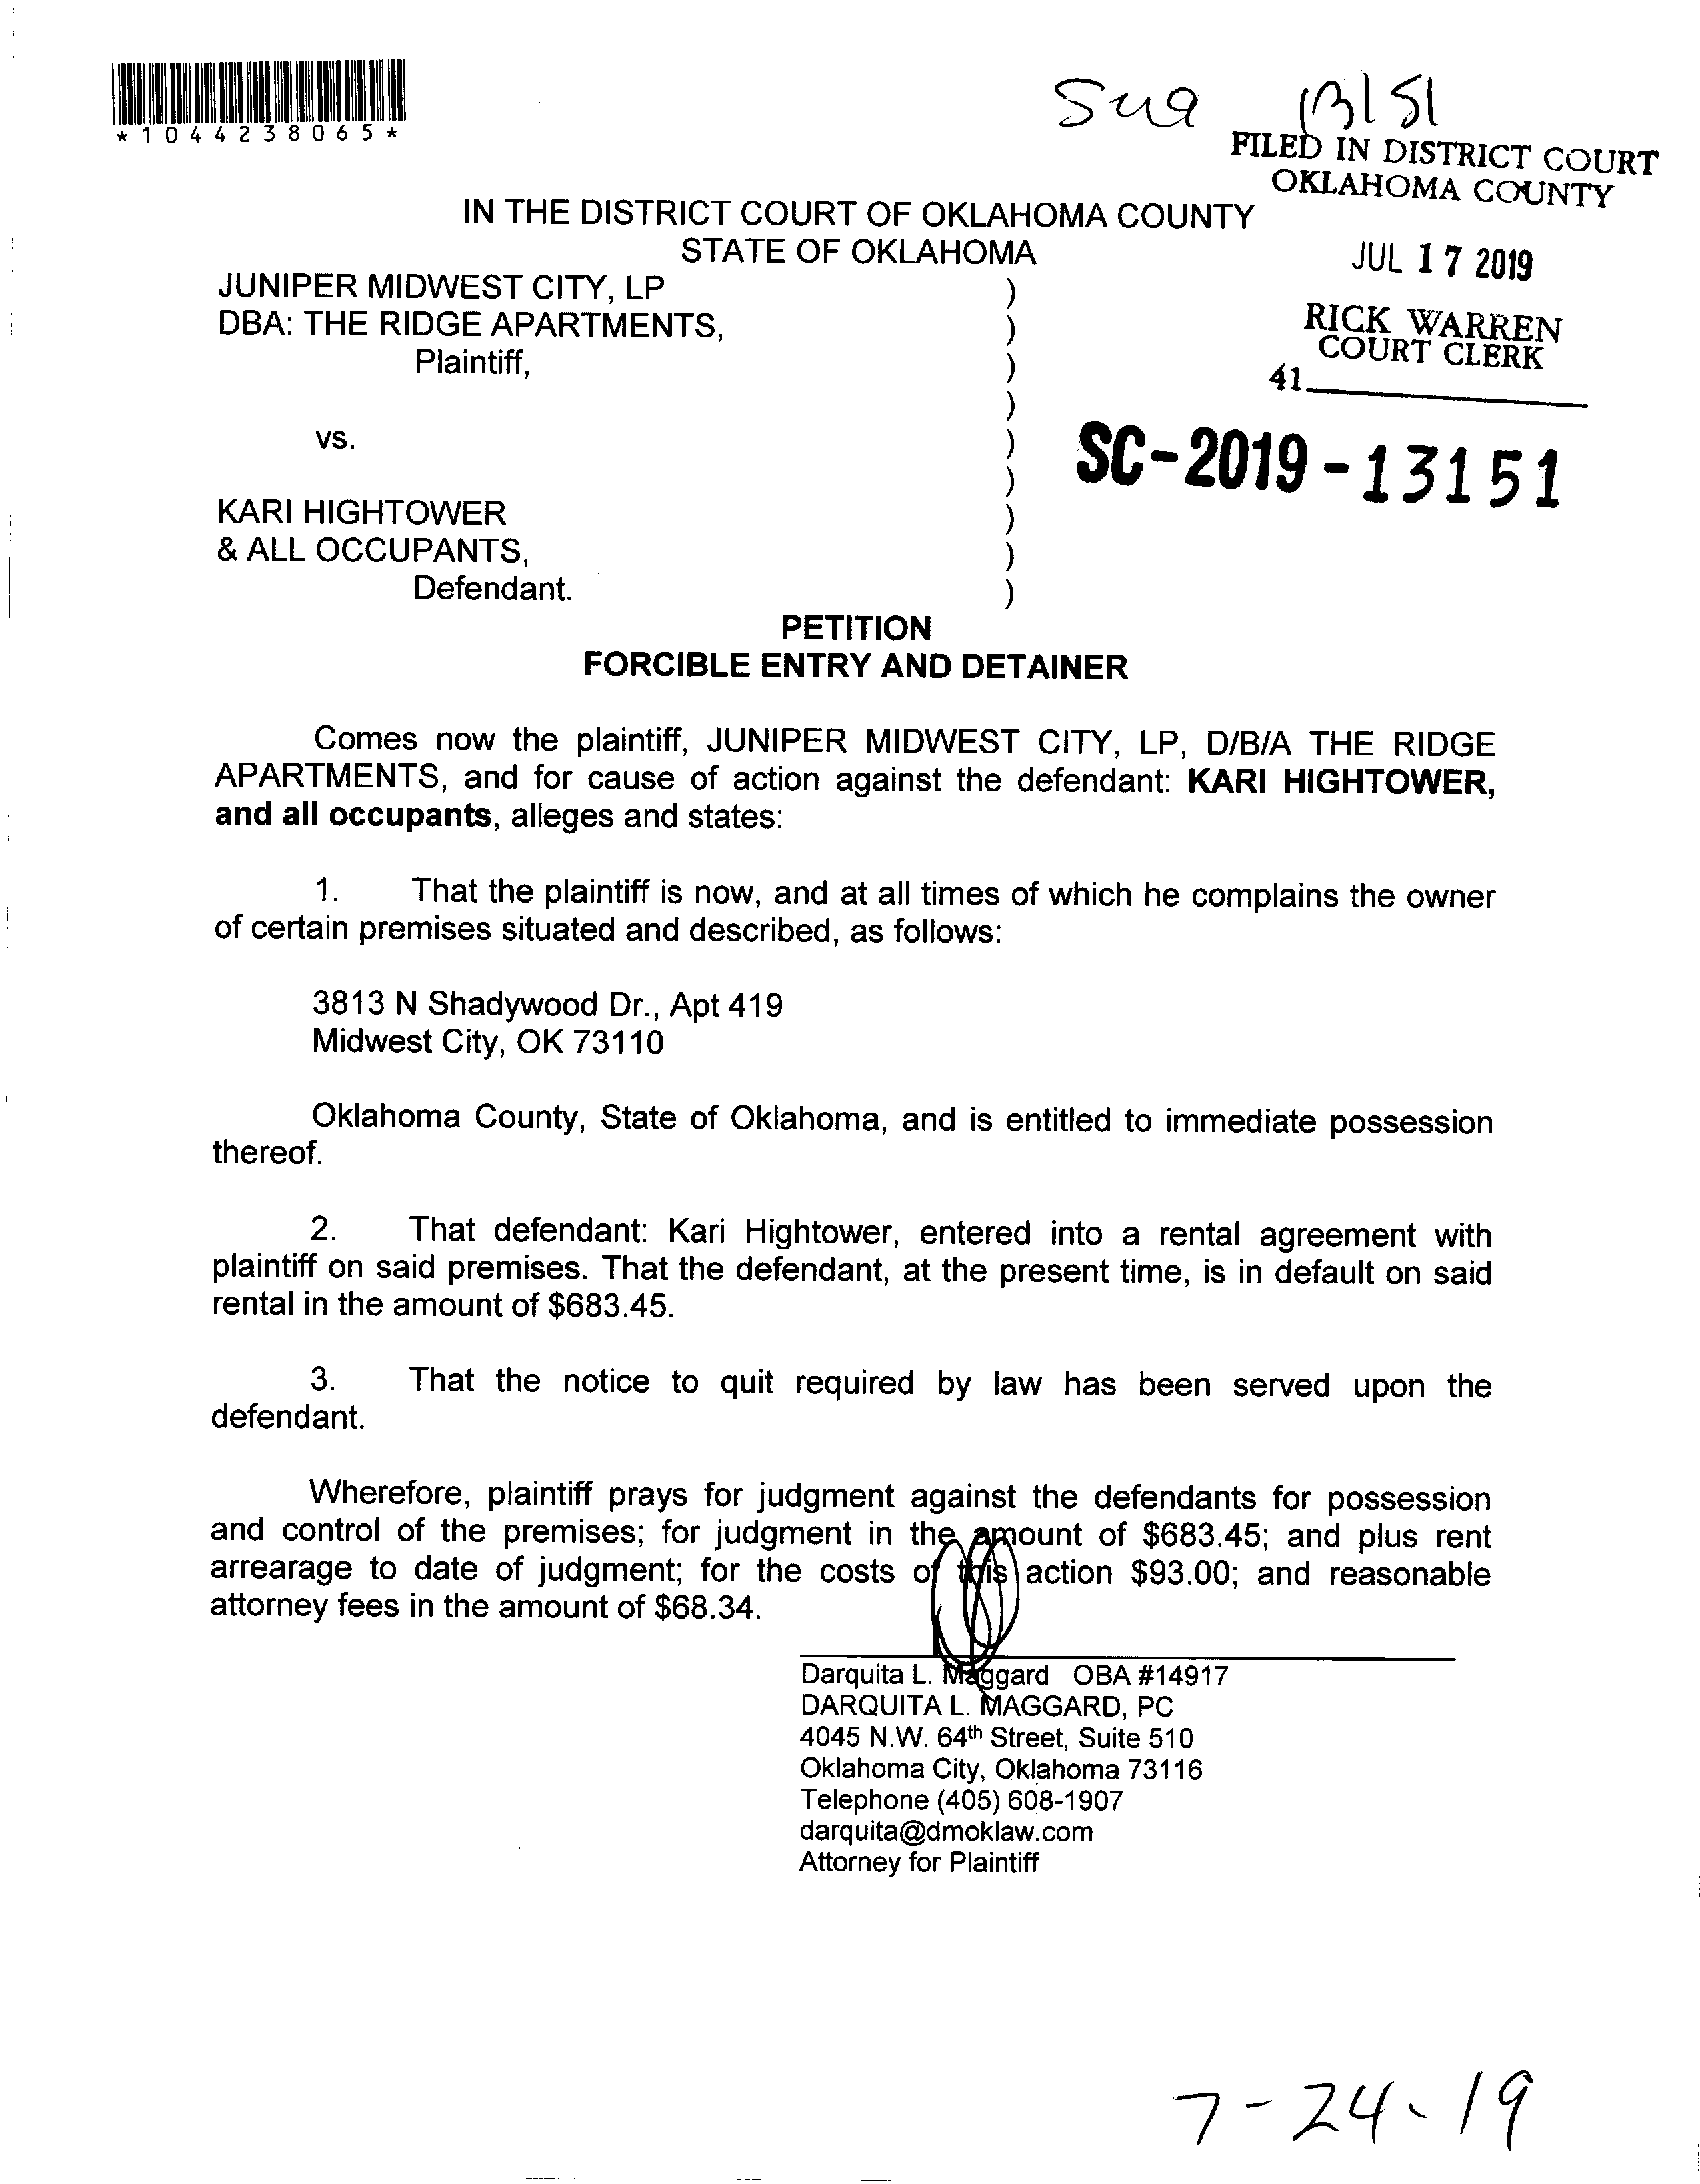 *1044238065*
13151
FILED IN DISTRICT COURT
OKLAHOMA COUNTY
JUL 17 2019
RICK WARREN
COURT CLERK
41
SC-2019-13151
IN THE DISTRICT COURT OF OKLAHOMA COUNTY
STATE OF OKLAHOMA
JUNIPER MIDWEST CITY, LP )
DBA: THE RIDGE APARTMENTS, )
Plaintiff, )
)
vs. )
)
KARI HIGHTOWER )
& ALL OCCUPANTS, )
Defendant. )
PETITION
FORCIBLE ENTRY AND DETAINER
Comes now the plaintiff, JUNIPER MIDWEST CITY, LP, D/B/A THE RIDGE
APARTMENTS, and for cause of action against the defendant: KARI HIGHTOWER,
and all occupants, alleges and states:
1. That the plaintiff is now, and at all times of which he complains the owner
of certain premises situated and described, as follows:
3813 N Shadywood Dr., Apt 419
Midwest City, OK 73110
Oklahoma County, State of Oklahoma, and is entitled to immediate possession
thereof.
2. That defendant: Kari Hightower, entered into a rental agreement with
plaintiff on said premises. That the defendant, at the present time, is in default on said
rental in the amount of $683.45.
3. That the notice to quit required by law has been served upon the
defendant.
Wherefore, plaintiff prays for judgment against the defendants for possession
and control of the premises; for judgment in the amount of $683.45; and plus rent
arrearage to date of judgment; for the costs of this action $93.00; and reasonable
attorney fees in the amount of $68.34.
Darquita L. Maggard OBA #14917
DARQUITA L. MAGGARD, PC
4045 N.W. 64th Street, Suite 510
Oklahoma City, Oklahoma 73116
Telephone (405) 608-1907
darquita@dmoklaw.com
Attorney for Plaintiff
7-24-19